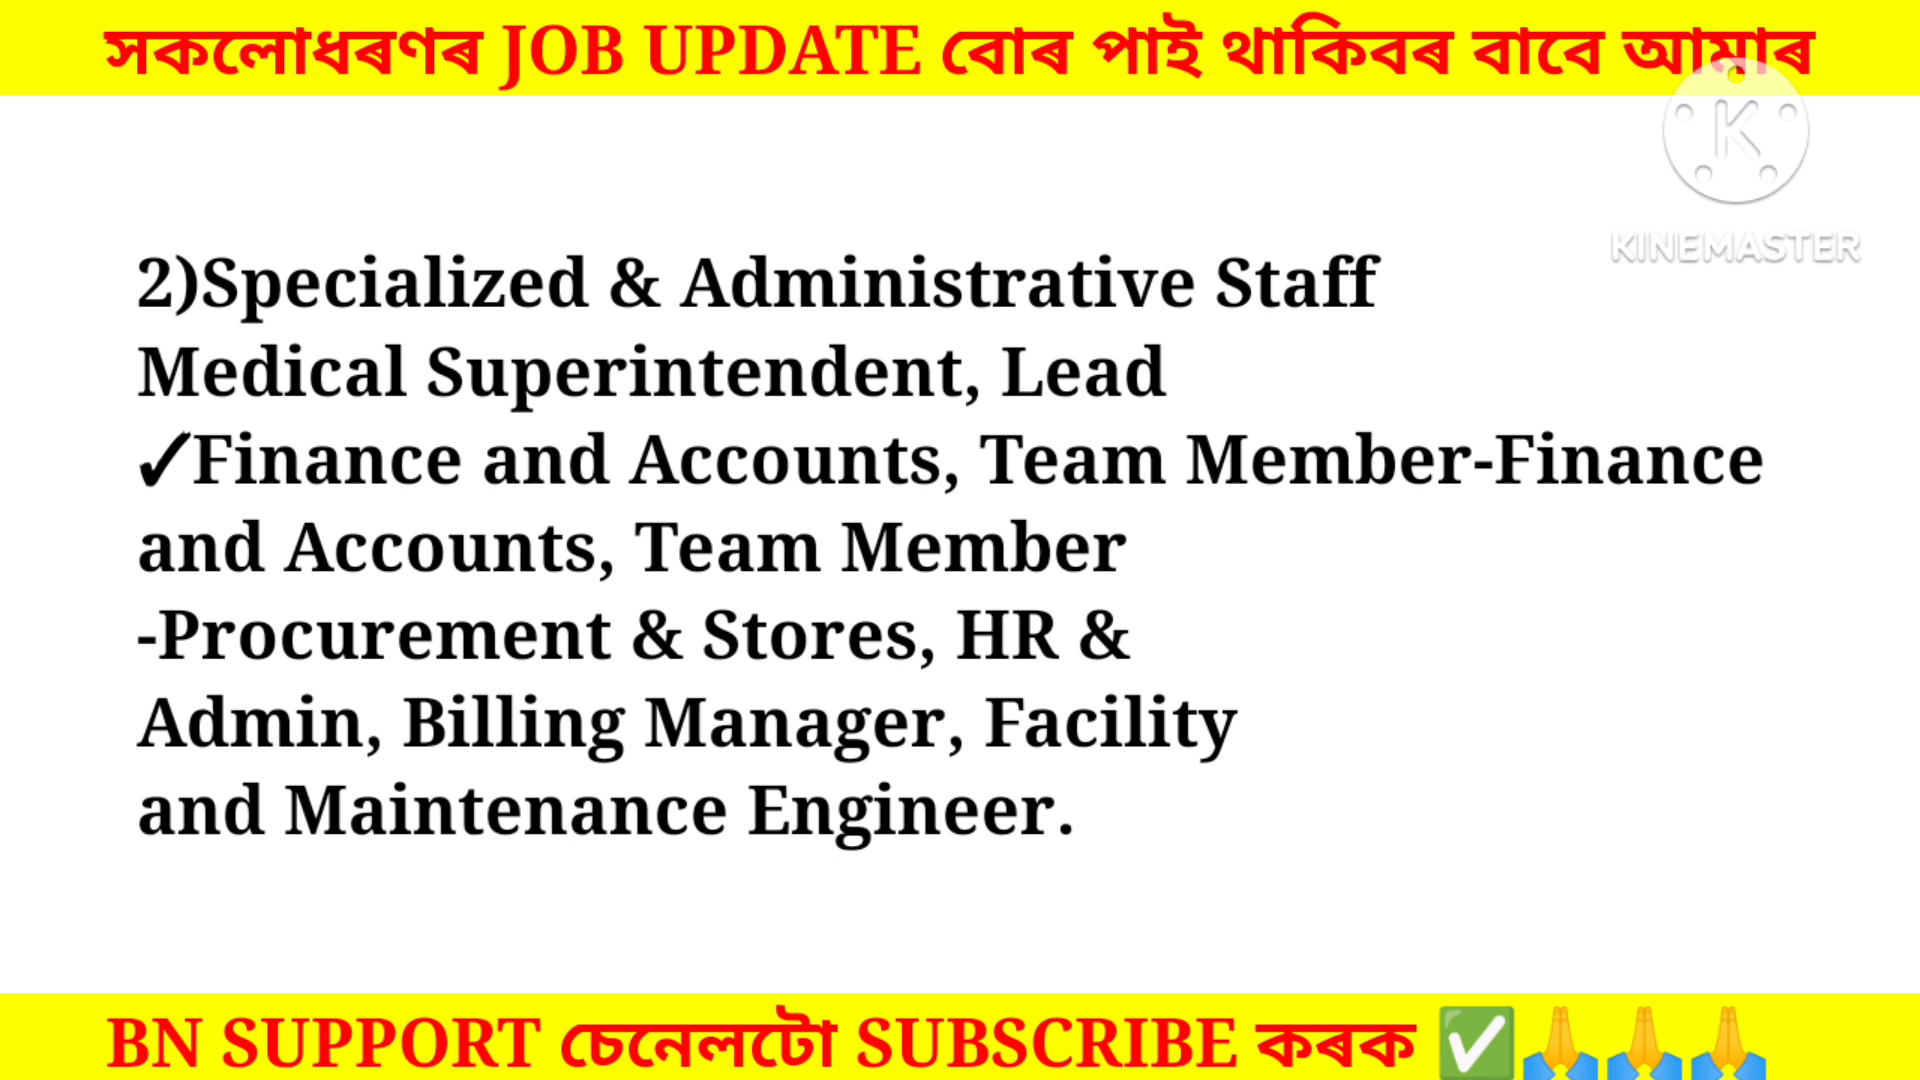 সকলোধৰণৰ JOB UPDATE বোৰ পাই থাকিবৰ বাবে আমাৰ
K
KINEMASTER
2)Specialized & Administrative Staff
Medical Superintendent, Lead
✓Finance and Accounts, Team Member-Finance
and Accounts, Team Member
-Procurement & Stores, HR &
Admin, Billing Manager, Facility
and Maintenance Engineer.
BN SUPPORT চেনেলটো SUBSCRIBE কৰক ✅🙏🙏🙏